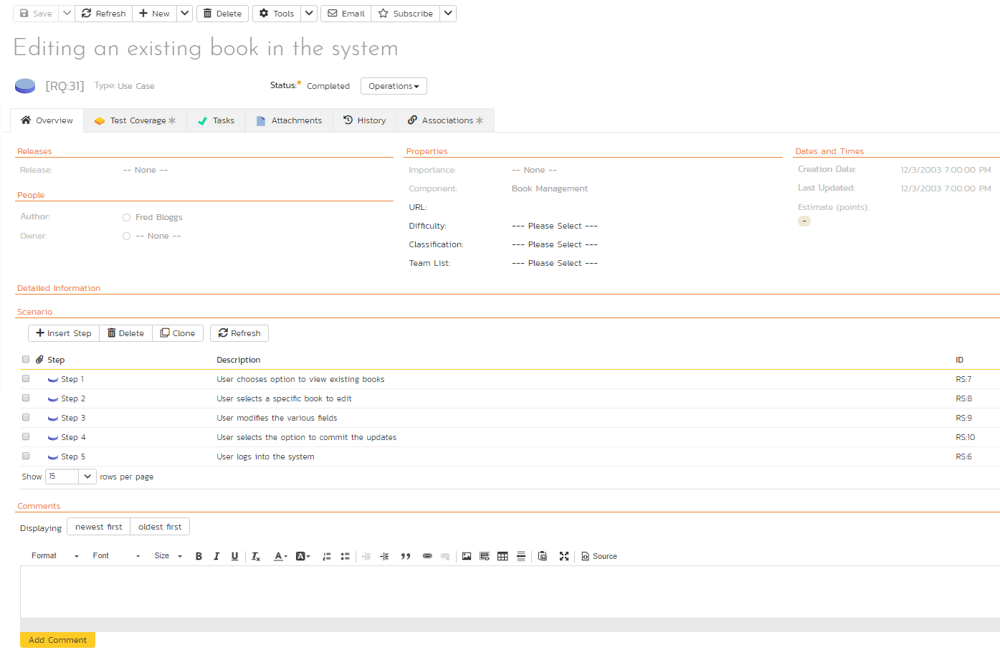 Save Refresh New Delete Tools Email Subscribe
Editing an existing book in the system
[RQ:31] Type: Use Case Status:* Completed Operations
Overview Test Coverage * Tasks Attachments History Associations *
Releases Properties Dates and Times
Release: -- None -- Importance: -- None -- Creation Date: 12/3/2003 7:00:00 PM
Component: Book Management Last Updated: 12/3/2003 7:00:00 PM
People
URL: Estimate (points):
Author: Fred Bloggs
-
Difficulty: --- Please Select ---
Owner: -- None --
Classification: --- Please Select ---
Team List: --- Please Select ---
Detailed Information
Scenario
Insert Step Delete Clone Refresh
Step Description ID
Step 1 User chooses option to view existing books RS:7
Step 2 User selects a specific book to edit RS:8
Step 3 User modifies the various fields RS:9
Step 4 User selects the option to commit the updates RS:10
Step 5 User logs into the system RS:6
Show 15 rows per page
Comments
Displaying newest first oldest first
Format Font Size B I U Tx A A Source
Add Comment